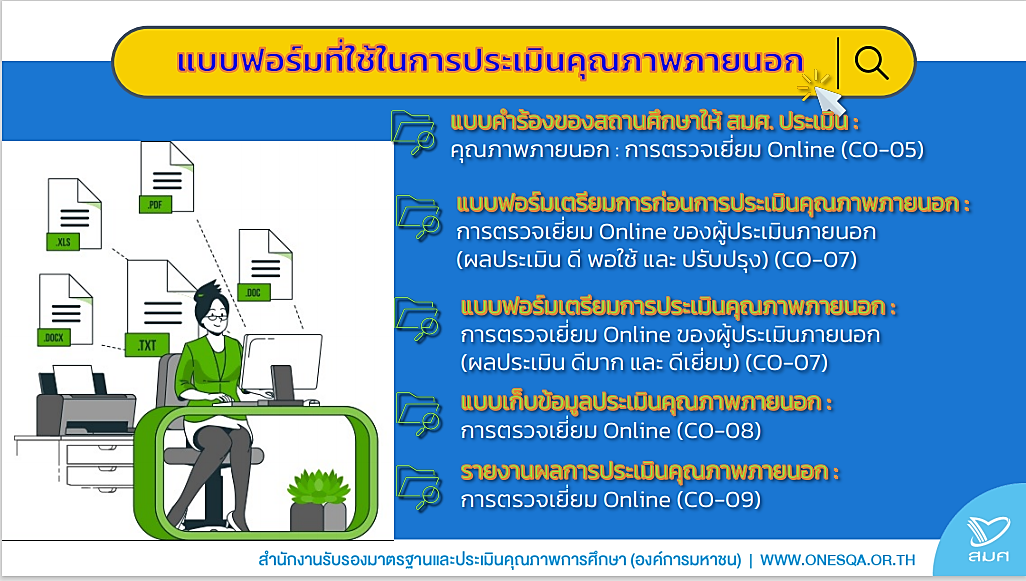 แบบฟอร์มที่ใช้ในการประเมินคุณภาพภายนอก
แบบคำร้องของสถานศึกษาให้ สมศ. ประเมิน :
คุณภาพภายนอก : การตรวจเยี่ยม Online (CO-05)
แบบฟอร์มเตรียมการก่อนการประเมินคุณภาพภายนอก :
การตรวจเยี่ยม Online ของผู้ประเมินภายนอก
(ผลประเมิน ดี พอใช้ และ ปรับปรุง) (CO-07)
แบบฟอร์มเตรียมการประเมินคุณภาพภายนอก :
การตรวจเยี่ยม Online ของผู้ประเมินภายนอก
(ผลประเมิน ดีมาก และ ดีเยี่ยม) (CO-07)
แบบเก็บข้อมูลประเมินคุณภาพภายนอก :
การตรวจเยี่ยม Online (CO-08)
รายงานผลการประเมินคุณภาพภายนอก :
การตรวจเยี่ยม Online (CO-09)
.PDF
.XLS
.DOC
.DOCX
.TXT
สมศ
สำนักงานรับรองมาตรฐานและประเมินคุณภาพการศึกษา (องค์การมหาชน) | WWW.ONESQA.OR.TH